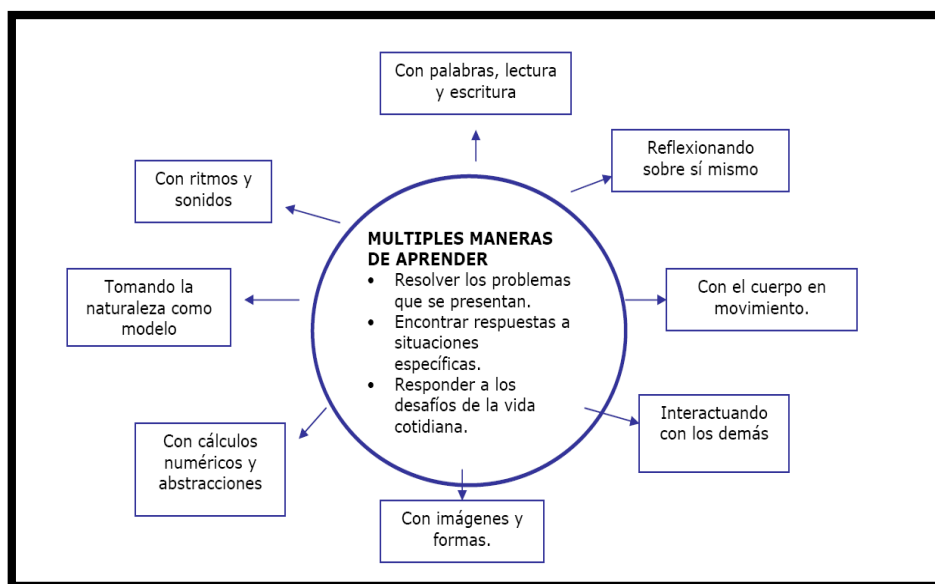 Con palabras, lectura
y escritura
Reflexionando
sobre sí mismo
Con ritmos y
sonidos
MULTIPLES MANERAS
DE APRENDER
• Resolver los problemas
que se presentan.
• Encontrar respuestas a
situaciones
específicas.
• Responder a los
desafíos de la vida
cotidiana.
Tomando la
naturaleza como
modelo
Con el cuerpo en
movimiento.
Con cálculos
numéricos y
abstracciones
Interactuando
con los demás
Con imágenes y
formas.